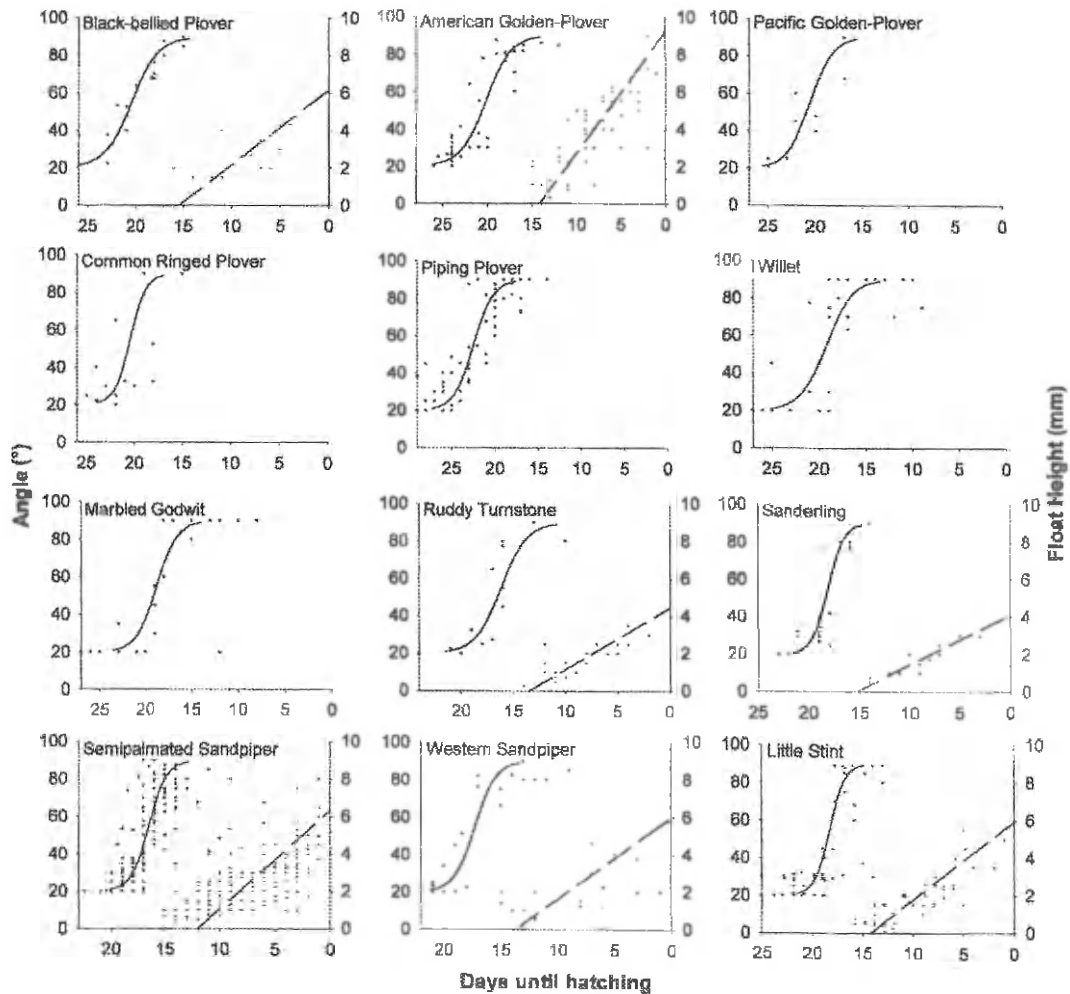 Black-bellied Plover
American Golden-Plover
Pacific Golden-Plover
100 80 60 40 20 0
10 8 6 4 2 0
100 80 60 40 20 0
10 8 6 4 2 0
100 80 60 40 20 0
25 20 15 10 5 0
25 20 15 10 5 0
25 20 15 10 5 0
Common Ringed Plover
Piping Plover
Willet
100 80 60 40 20 0
100 80 60 40 20 0
100 80 60 40 20 0
25 20 15 10 5 0
25 20 15 10 5 0
25 20 15 10 5 0
Angle (°)
Float Height (mm)
Marbled Godwit
Ruddy Turnstone
Sanderling
100 80 60 40 20 0
100 80 60 40 20 0
10 8 6 4 2 0
100 80 60 40 20 0
10 8 6 4 2 0
25 20 15 10 5 0
20 15 10 5 0
25 20 15 10 5 0
Semipalmated Sandpiper
Western Sandpiper
Little Stint
100 80 60 40 20 0
10 8 6 4 2 0
100 80 60 40 20 0
10 8 6 4 2 0
100 80 60 40 20 0
10 8 6 4 2 0
20 15 10 5 0
20 15 10 5 0
25 20 15 10 5 0
Days until hatching